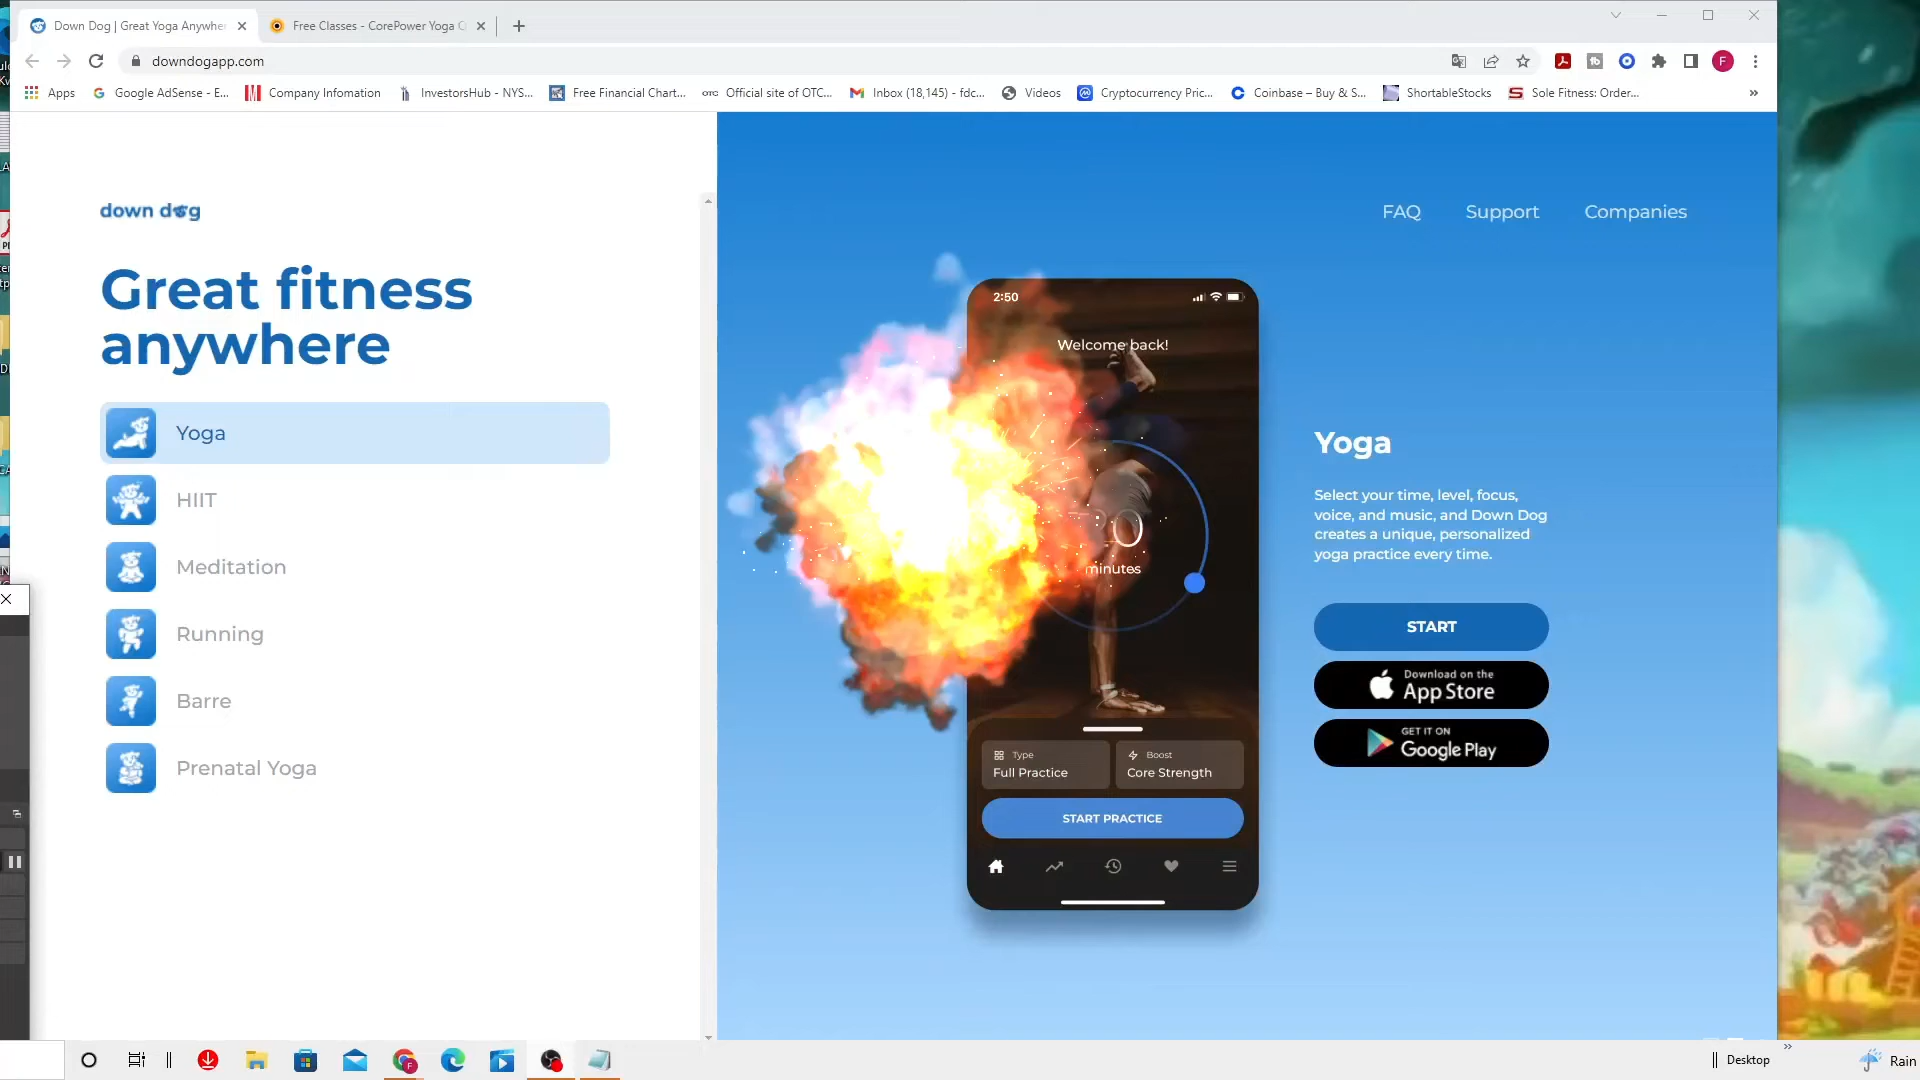 Down Dog | Great Yoga Anywher
Free Classes - CorePower Yoga O
downdogapp.com
F
Apps
Google AdSense - E...
Company Infomation
InvestorsHub - NYS...
Free Financial Chart...
Official site of OTC...
Inbox (18,145) - fdc...
Videos
Cryptocurrency Pric...
Coinbase – Buy & S...
ShortableStocks
Sole Fitness: Order...
»
down dog
FAQ
Support
Companies
Great fitness
anywhere
Yoga
HIIT
Meditation
Running
Barre
Prenatal Yoga
2:50
Welcome back!
minutes
Type
Full Practice
Boost
Core Strength
START PRACTICE
Yoga
Select your time, level, focus,
voice, and music, and Down Dog
creates a unique, personalized
yoga practice every time.
START
Download on the
App Store
GET IT ON
Google Play
Desktop
»
Rain